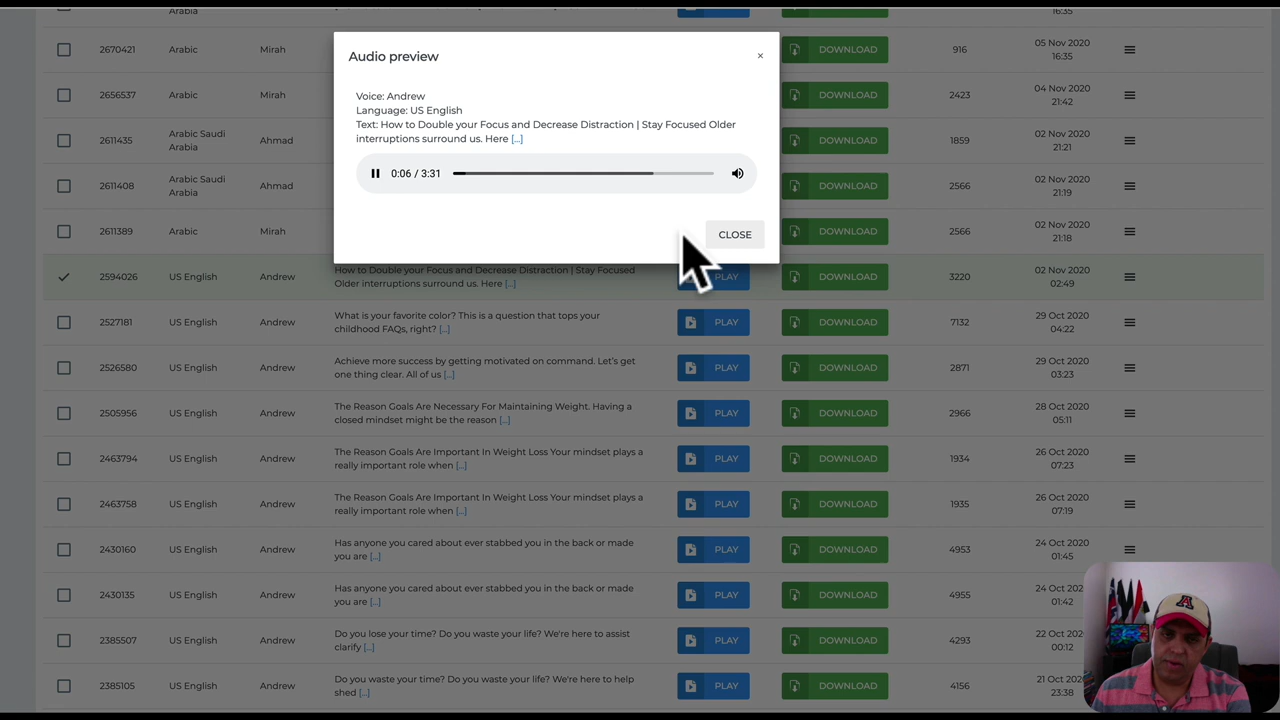 Arabia
16:35
2670421 Arabic Mirah DOWNLOAD 916 05 Nov 2020
16:35
Audio preview ×
2656537 Arabic Mirah DOWNLOAD 2423 04 Nov 2020
21:42
Voice: Andrew
Language: US English
Text: How to Double your Focus and Decrease Distraction | Stay Focused Older
interruptions surround us. Here [...]
2611435 Arabic Saudi
Arabia Ahmad DOWNLOAD 1859 02 Nov 2020
21:21
0:06 / 3:31
2611408 Arabic Saudi
Arabia Ahmad DOWNLOAD 2566 02 Nov 2020
21:19
2611389 Arabic Mirah DOWNLOAD 2566 02 Nov 2020
21:18
CLOSE
2594026 US English Andrew How to Double your Focus and Decrease Distraction | Stay Focused
Older interruptions surround us. Here [...] PLAY DOWNLOAD 3220 02 Nov 2020
02:49
2527181 US English Andrew What is your favorite color? This is a question that tops your
childhood FAQs, right? [...] PLAY DOWNLOAD 7132 29 Oct 2020
04:22
2526580 US English Andrew Achieve more success by getting motivated on command. Let's get
one thing clear. All of us [...] PLAY DOWNLOAD 2871 29 Oct 2020
03:23
2505956 US English Andrew The Reason Goals Are Necessary For Maintaining Weight. Having a
closed mindset might be the reason [...] PLAY DOWNLOAD 2966 28 Oct 2020
05:11
2463794 US English Andrew The Reason Goals Are Important In Weight Loss Your mindset plays a
really important role when [...] PLAY DOWNLOAD 1934 26 Oct 2020
07:23
2463758 US English Andrew The Reason Goals Are Important In Weight Loss Your mindset plays a
really important role when [...] PLAY DOWNLOAD 1935 26 Oct 2020
07:19
2430160 US English Andrew Has anyone you cared about ever stabbed you in the back or made
you are [...] PLAY DOWNLOAD 4953 24 Oct 2020
01:45
2430135 US English Andrew Has anyone you cared about ever stabbed you in the back or made
you are [...] PLAY DOWNLOAD 4955 24 Oct 2020
01:42
2385507 US English Andrew Do you lose your time? Do you waste your life? We're here to assist
clarify [...] PLAY DOWNLOAD 4293 22 Oct 2020
00:12
2385105 US English Andrew Do you waste your time? Do you waste your life? We're here to help
shed [...] PLAY DOWNLOAD 4156 21 Oct 2020
23:38
A